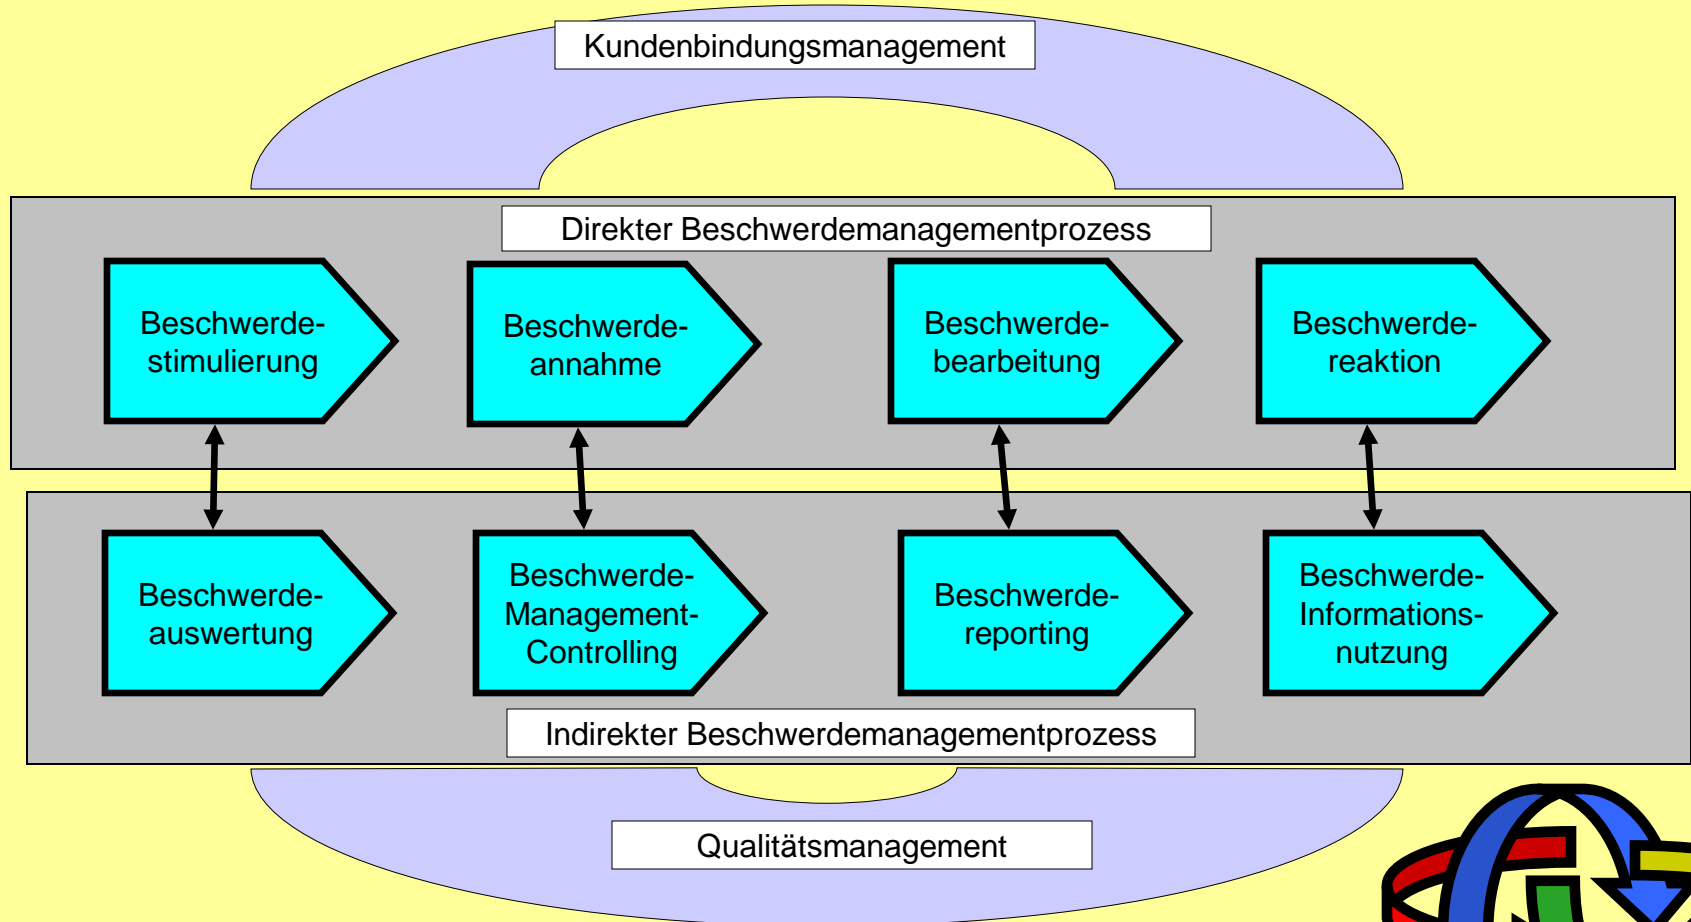 Kundenbindungsmanagement
Direkter Beschwerdemanagementprozess
Beschwerde-
stimulierung
Beschwerde-
annahme
Beschwerde-
bearbeitung
Beschwerde-
reaktion
Beschwerde-
auswertung
Beschwerde-
Management-
Controlling
Beschwerde-
reporting
Beschwerde-
Informations-
nutzung
Indirekter Beschwerdemanagementprozess
Qualitätsmanagement